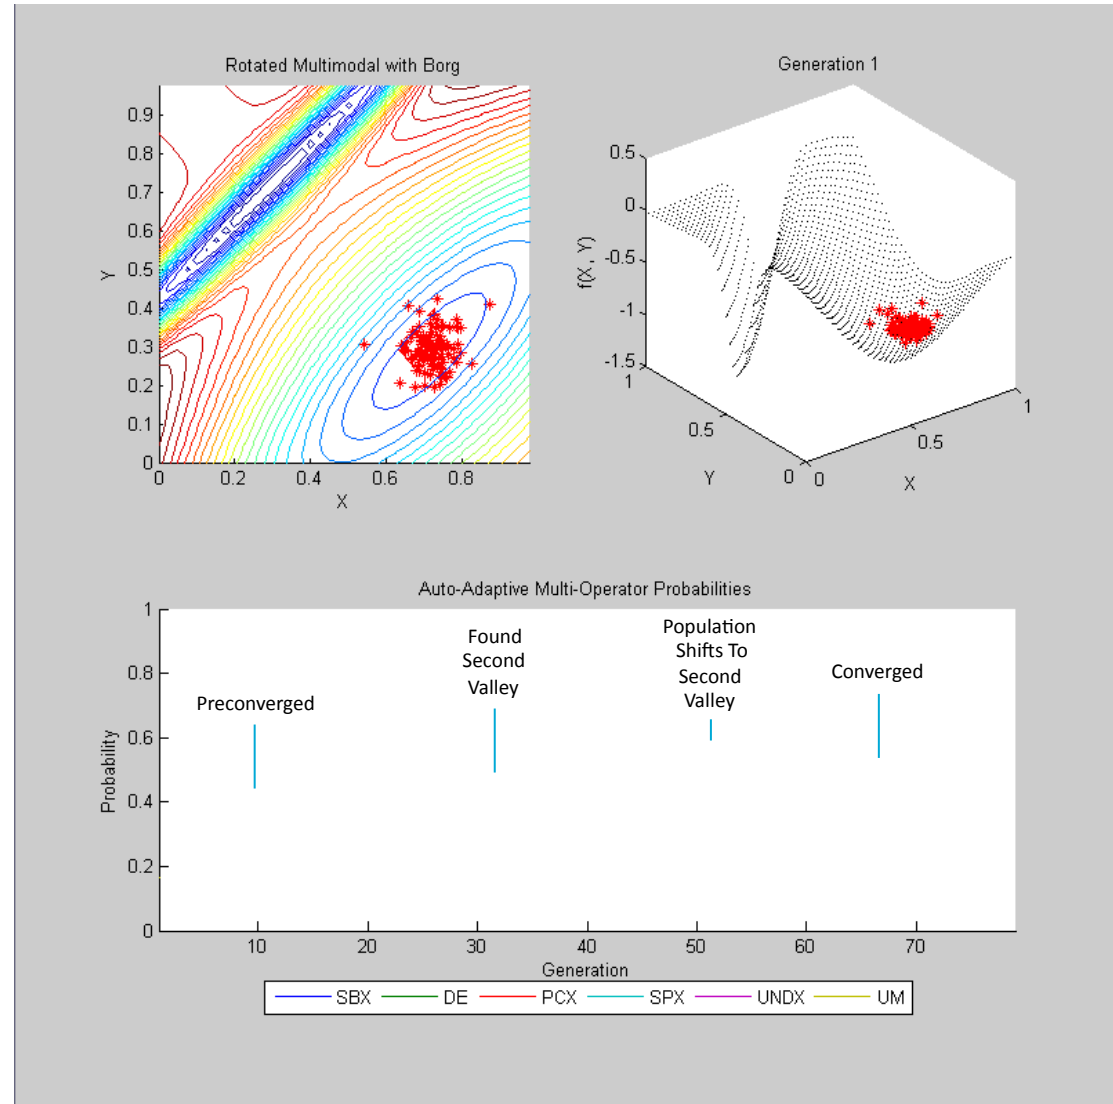 Rotated Multimodal with Borg
0.9
0.8
0.7
0.6
0.5
0.4
0.3
0.2
0.1
0
Y
0
0.2
0.4
0.6
0.8
X
Generation 1
0.5
0
-0.5
-1
-1.5
f(X, Y)
1
0.5
0
Y
0
0.5
1
X
Auto-Adaptive Multi-Operator Probabilities
1
0.8
0.6
0.4
0.2
0
Probability
Preconverged
Found
Second
Valley
Population
Shifts To
Second
Valley
Converged
10
20
30
40
50
60
70
Generation
SBX
DE
PCX
SPX
UNDX
UM